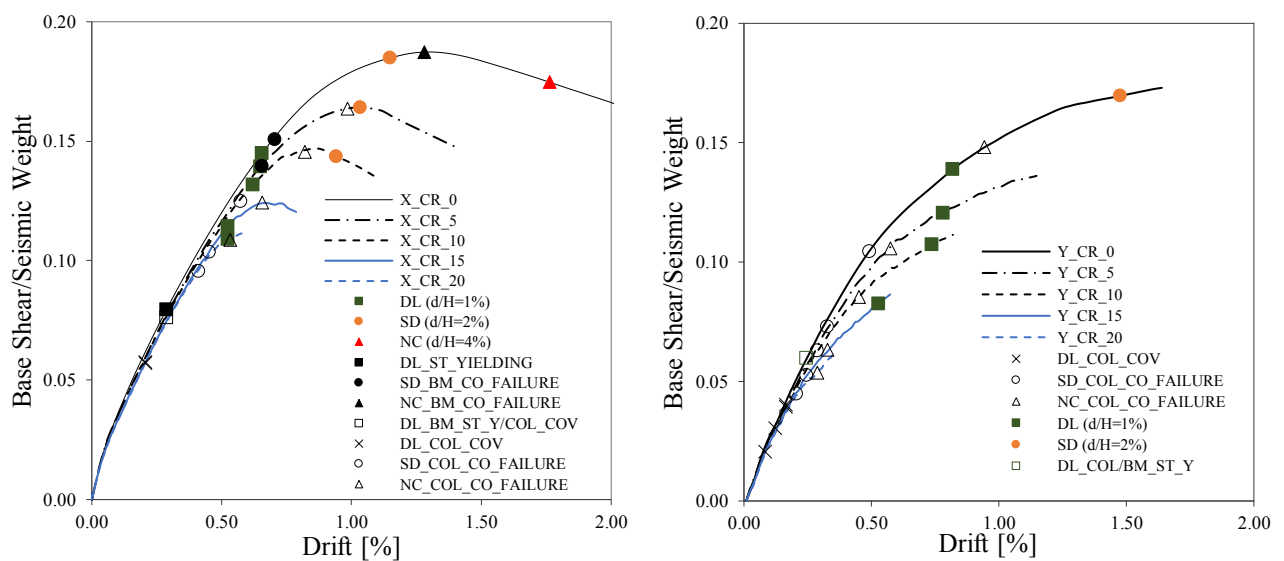 0.20
0.15
0.10
0.05
0.00
Base Shear/Seismic Weight
0.00 0.50 1.00 1.50 2.00
Drift [%]
X_CR_0
X_CR_5
X_CR_10
X_CR_15
X_CR_20
DL (d/H=1%)
SD (d/H=2%)
NC (d/H=4%)
DL_ST_YIELDING
SD_BM_CO_FAILURE
NC_BM_CO_FAILURE
DL_BM_ST_Y/COL_COV
DL_COL_COV
SD_COL_CO_FAILURE
NC_COL_CO_FAILURE
0.20
0.15
0.10
0.05
0.00
Base Shear/Seismic Weight
0.00 0.50 1.00 1.50 2.00
Drift [%]
Y_CR_0
Y_CR_5
Y_CR_10
Y_CR_15
Y_CR_20
DL_COL_COV
SD_COL_CO_FAILURE
NC_COL_CO_FAILURE
DL (d/H=1%)
SD (d/H=2%)
DL_COL/BM_ST_Y